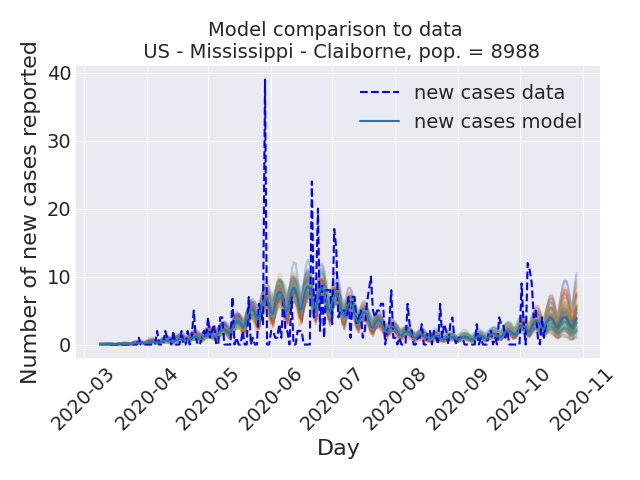 Model comparison to data
US - Mississippi - Claiborne, pop. = 8988
Number of new cases reported
40
30
20
10
0
new cases data
new cases model
2020-03
2020-04
2020-05
2020-06
2020-07
2020-08
2020-09
2020-10
2020-11
Day